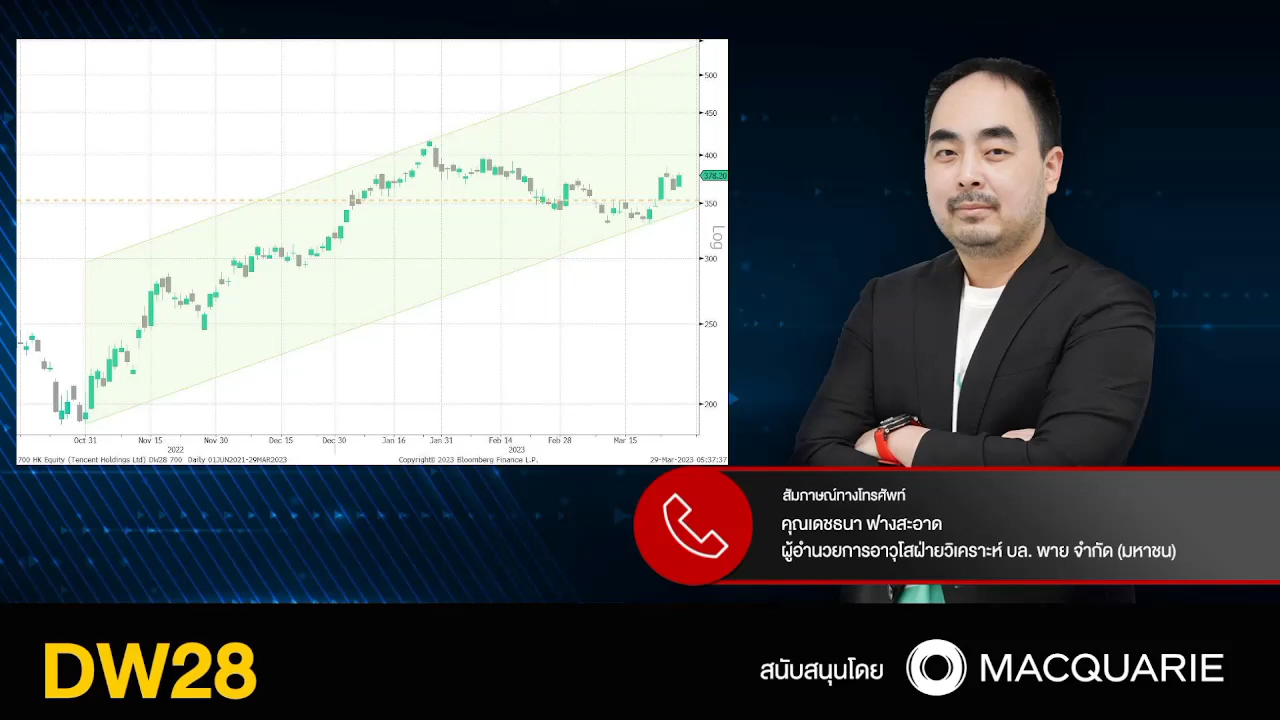 500
450
400
378.20
350
Log
300
250
200
Oct 31 Nov 15 Nov 30 Dec 15 Dec 30 Jan 16 Jan 31 Feb 14 Feb 28 Mar 15
2022 2023
700 HK Equity (Tencent Holdings Ltd) DW28 700 Daily 01JUN2021-29MAR2023 Copyright© 2023 Bloomberg Finance L.P. 29-Mar-2023 05:37:37
สัมภาษณ์ทางโทรศัพท์
คุณเดชธนา ฟางสะอาด
ผู้อำนวยการอาวุโสฝ่ายวิเคราะห์ บล. พาย จำกัด (มหาชน)
DW28
สนับสนุนโดย MACQUARIE